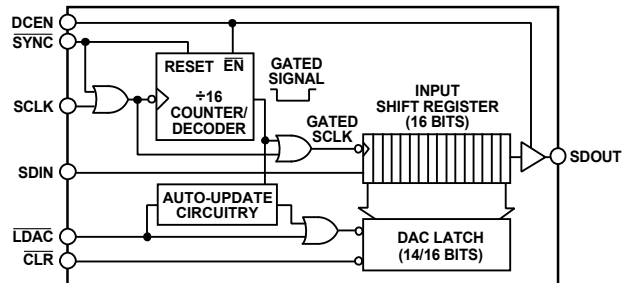 DCEN
SYNC
RESET EN
÷16
COUNTER/
DECODER
GATED
SIGNAL
INPUT
SHIFT REGISTER
(16 BITS)
SCLK
GATED
SCLK
SDOUT
SDIN
AUTO-UPDATE
CIRCUITRY
LDAC
DAC LATCH
(14/16 BITS)
CLR